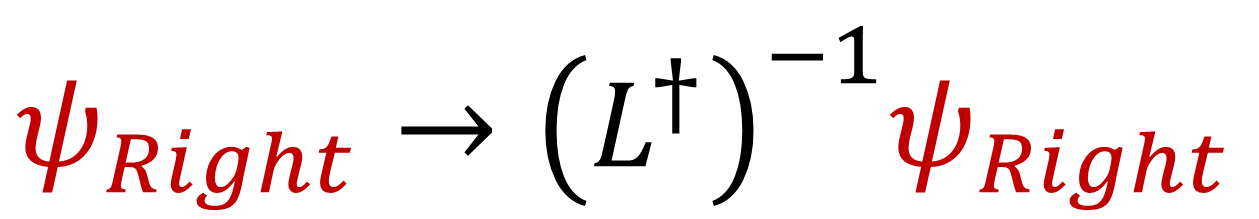 ψ_Right → (L†)⁻¹ ψ_Right